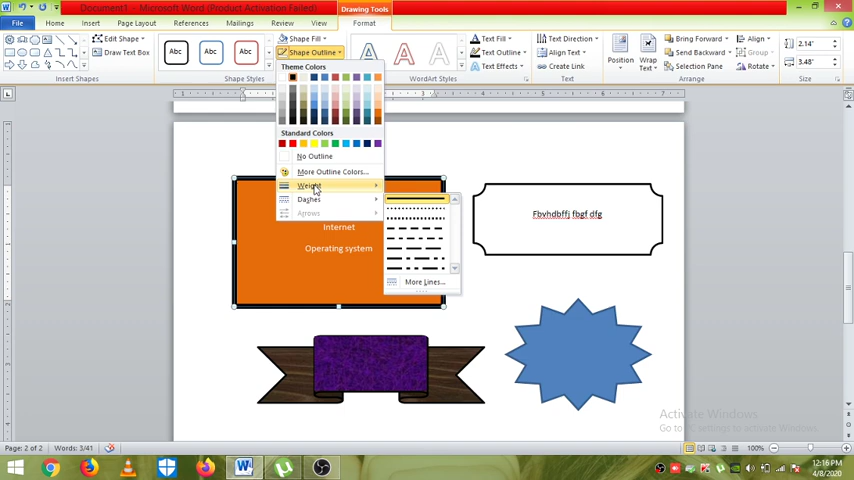 Document1 - Microsoft Word (Product Activation Failed)
Drawing Tools
File
Home
Insert
Page Layout
References
Mailings
Review
View
Format
Edit Shape
Draw Text Box
Insert Shapes
Abc
Abc
Abc
Shape Fill
Shape Outline
Shape Styles
A
A
A
WordArt Styles
Text Fill
Text Outline
Text Effects
Text Direction
Align Text
Create Link
Text
Position
Wrap
Text
Bring Forward
Send Backward
Selection Pane
Align
Group
Rotate
Arrange
2.14"
3.48"
Size
Theme Colors
Standard Colors
No Outline
More Outline Colors...
Weight
Dashes
Arrows
More Lines...
Internet
Operating system
Fbvhdbffj fbgf dfg
Activate Windows
Go to PC settings to activate Windows.
Page: 2 of 2
Words: 3/41
100%
12:16 PM
4/8/2020